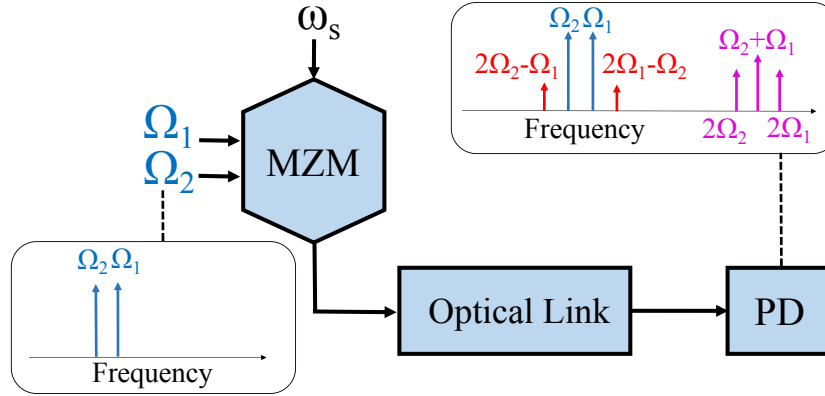 ωs
Ω1
Ω2
MZM
Ω2 Ω1
Frequency
Optical Link
PD
Ω2 Ω1
2Ω2-Ω1
2Ω1-Ω2
Ω2+Ω1
Frequency
2Ω2
2Ω1